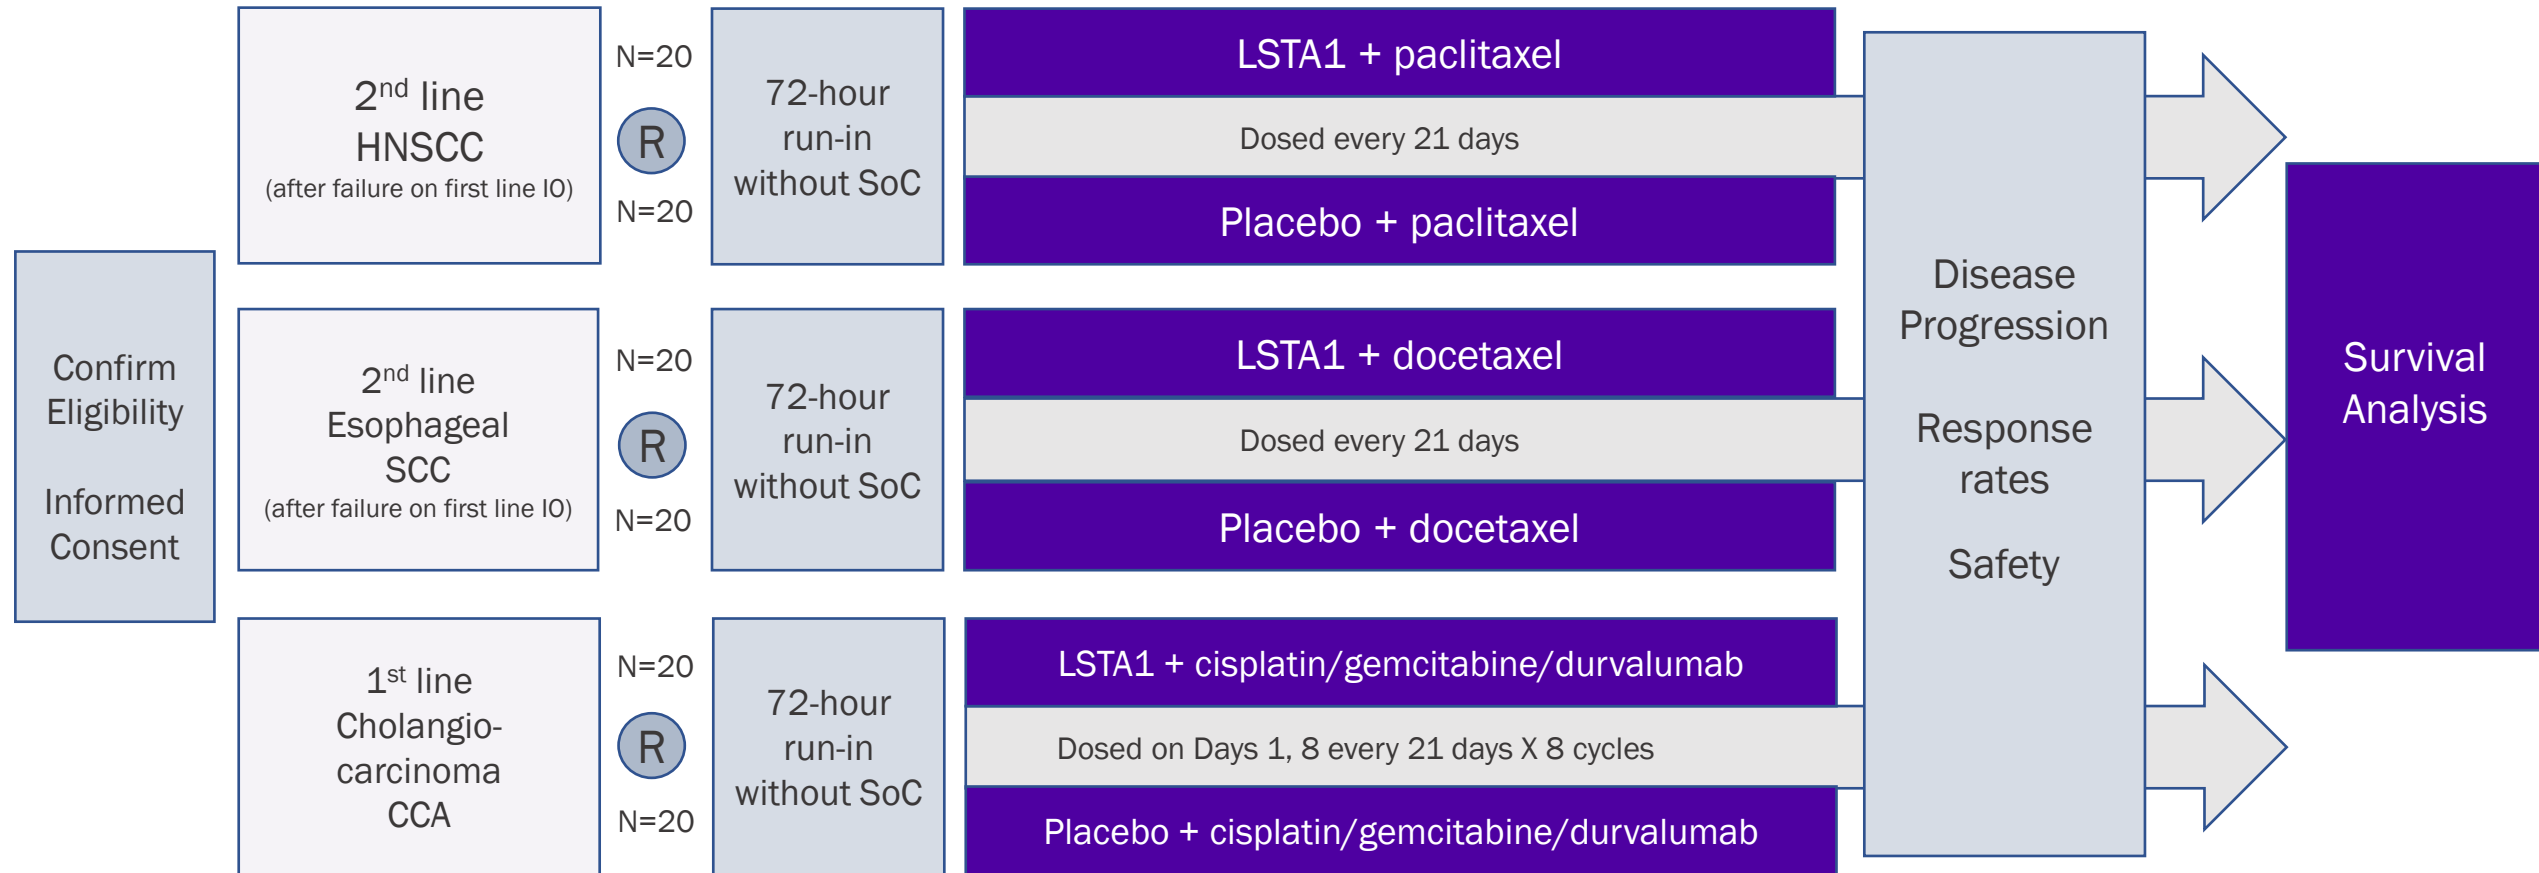 Confirm
Eligibility
Informed
Consent
2nd line
HNSCC
(after failure on first line IO)
N=20
R
N=20
72-hour
run-in
without SoC
LSTA1 + paclitaxel
Dosed every 21 days
Placebo + paclitaxel
2nd line
Esophageal
SCC
(after failure on first line IO)
N=20
R
N=20
72-hour
run-in
without SoC
LSTA1 + docetaxel
Dosed every 21 days
Placebo + docetaxel
1st line
Cholangio-
carcinoma
CCA
N=20
R
N=20
72-hour
run-in
without SoC
LSTA1 + cisplatin/gemcitabine/durvalumab
Dosed on Days 1, 8 every 21 days X 8 cycles
Placebo + cisplatin/gemcitabine/durvalumab
Disease
Progression
Response
rates
Safety
Survival
Analysis